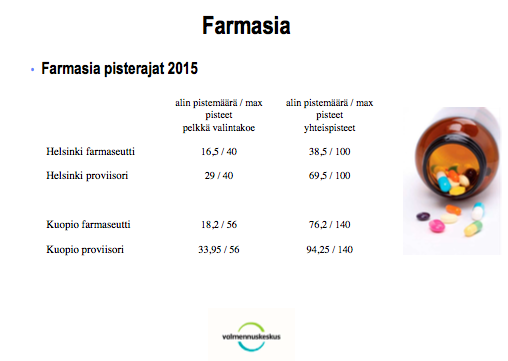 Farmasia
• Farmasia pisterajat 2015
alin pistemäärä / max alin pistemäärä / max
pisteet pisteet
pelkkä valintakoe yhteispisteet
Helsinki farmaseutti 16,5 / 40 38,5 / 100
Helsinki proviisori 29 / 40 69,5 / 100
Kuopio farmaseutti 18,2 / 56 76,2 / 140
Kuopio proviisori 33,95 / 56 94,25 / 140
valmennuskeskus